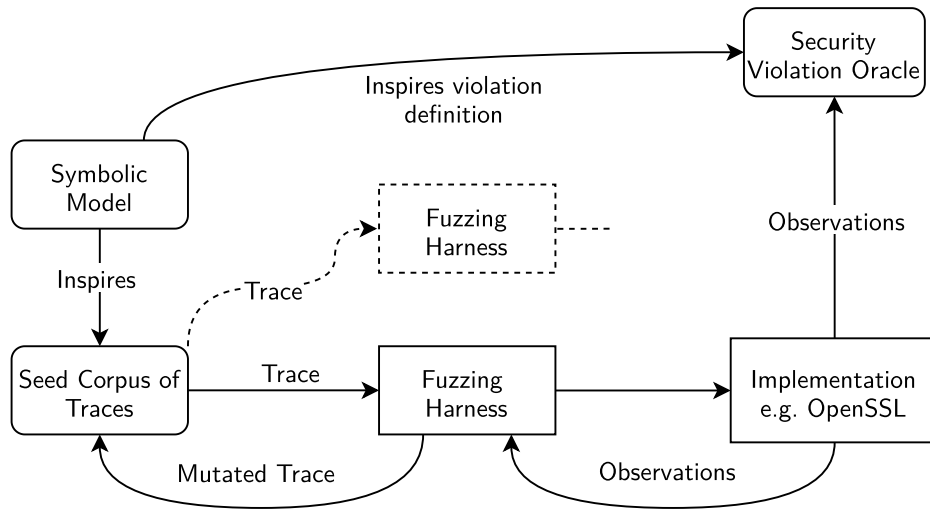 Security
Violation Oracle
Inspires violation
definition
Symbolic
Model
Fuzzing
Harness
Observations
Inspires
Trace
Seed Corpus of
Traces
Trace
Fuzzing
Harness
Implementation
e.g. OpenSSL
Mutated Trace
Observations